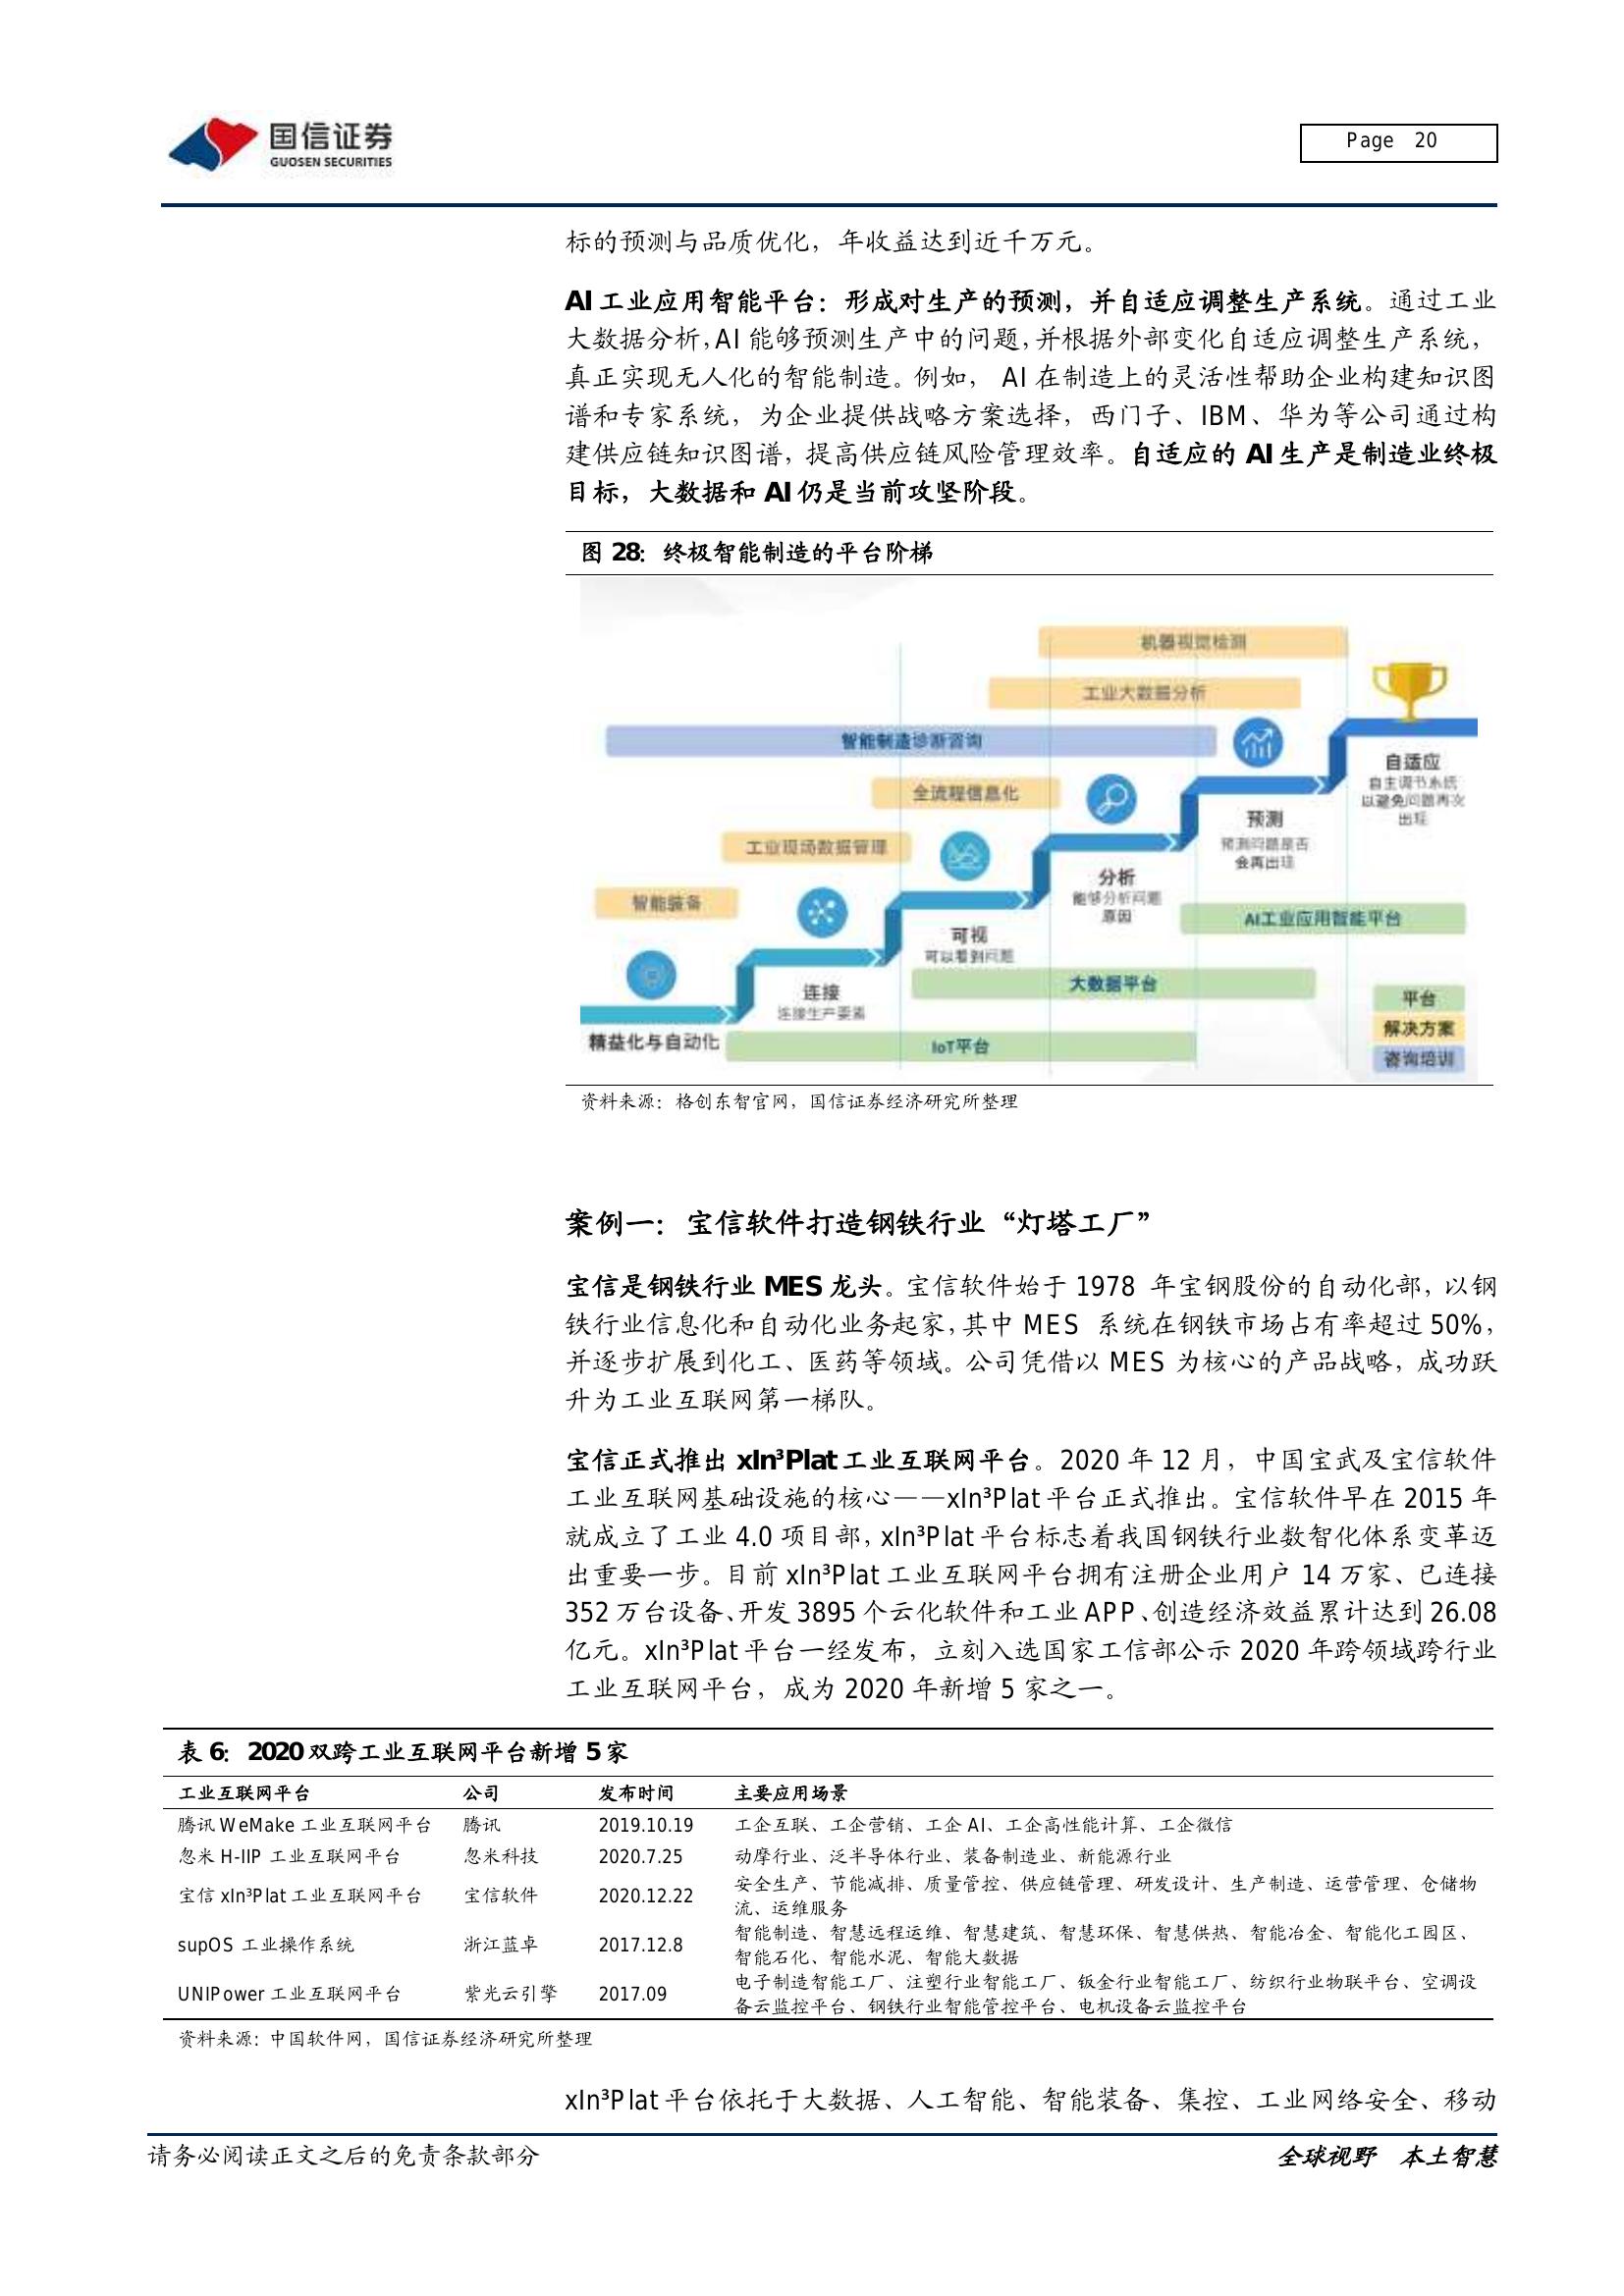 国信证券
GUOSEN SECURITIES
Page 20
标的预测与品质优化，年收益达到近千万元。
AI 工业应用智能平台：形成对生产的预测，并自适应调整生产系统。通过工业
大数据分析，AI 能够预测生产中的问题，并根据外部变化自适应调整生产系统，
真正实现无人化的智能制造。例如， AI 在制造上的灵活性帮助企业构建知识图
谱和专家系统，为企业提供战略方案选择，西门子、IBM、华为等公司通过构
建供应链知识图谱，提高供应链风险管理效率。自适应的 AI 生产是制造业终极
目标，大数据和 AI 仍是当前攻坚阶段。
图 28：终极智能制造的平台阶梯
机器视觉检测
工业大数据分析
智能制造诊断咨询
自适应
自主调节系统
以避免问题再次
出现
全流程信息化
预测
预测问题是否
会再出现
工业现场数据管理
分析
能够分析问题
原因
智能装备
AI工业应用智能平台
可视
可以看到问题
大数据平台
连接
连接生产要素
平台
解决方案
咨询培训
精益化与自动化
IoT平台
资料来源：格创东智官网，国信证券经济研究所整理
案例一：宝信软件打造钢铁行业“灯塔工厂”
宝信是钢铁行业 MES 龙头。宝信软件始于 1978 年宝钢股份的自动化部，以钢
铁行业信息化和自动化业务起家，其中 MES 系统在钢铁市场占有率超过 50%，
并逐步扩展到化工、医药等领域。公司凭借以 MES 为核心的产品战略，成功跃
升为工业互联网第一梯队。
宝信正式推出 xIn³Plat 工业互联网平台。2020 年 12 月，中国宝武及宝信软件
工业互联网基础设施的核心——xIn³Plat 平台正式推出。宝信软件早在 2015 年
就成立了工业 4.0 项目部，xIn³Plat 平台标志着我国钢铁行业数智化体系变革迈
出重要一步。目前 xIn³Plat 工业互联网平台拥有注册企业用户 14 万家、已连接
352 万台设备、开发 3895 个云化软件和工业 APP、创造经济效益累计达到 26.08
亿元。xIn³Plat 平台一经发布，立刻入选国家工信部公示 2020 年跨领域跨行业
工业互联网平台，成为 2020 年新增 5 家之一。
表 6：2020 双跨工业互联网平台新增 5 家
工业互联网平台 公司 发布时间 主要应用场景
腾讯 WeMake 工业互联网平台 腾讯 2019.10.19 工企互联、工企营销、工企 AI、工企高性能计算、工企微信
忽米 H-IIP 工业互联网平台 忽米科技 2020.7.25 动摩行业、泛半导体行业、装备制造业、新能源行业
宝信 xIn³Plat 工业互联网平台 宝信软件 2020.12.22 安全生产、节能减排、质量管控、供应链管理、研发设计、生产制造、运营管理、仓储物
流、运维服务
supOS 工业操作系统 浙江蓝卓 2017.12.8 智能制造、智慧远程运维、智慧建筑、智慧环保、智慧供热、智能冶金、智能化工园区、
智能石化、智能水泥、智能大数据
UNIPower 工业互联网平台 紫光云引擎 2017.09 电子制造智能工厂、注塑行业智能工厂、钣金行业智能工厂、纺织行业物联平台、空调设
备云监控平台、钢铁行业智能管控平台、电机设备云监控平台
资料来源：中国软件网，国信证券经济研究所整理
xIn³Plat 平台依托于大数据、人工智能、智能装备、集控、工业网络安全、移动
请务必阅读正文之后的免责条款部分
全球视野 本土智慧